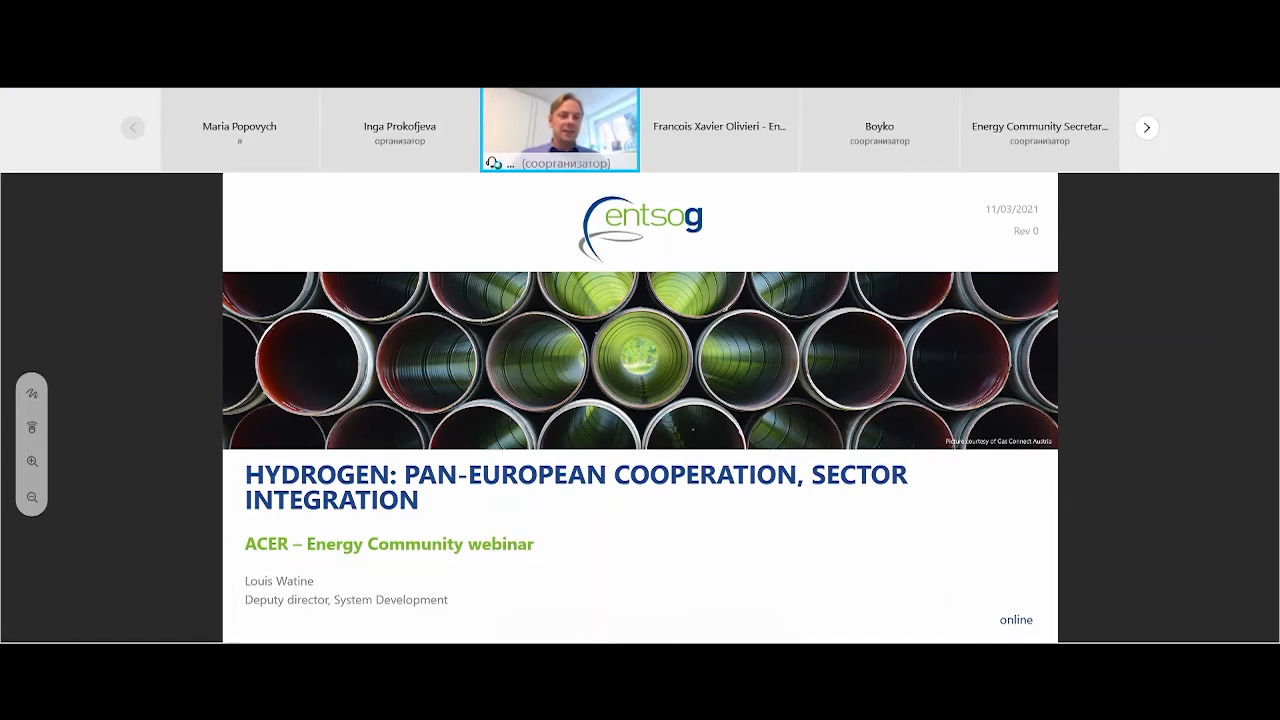 Maria Popovych
я
Inga Prokofjeva
организатор
... (соорганизатор)
Francois Xavier Olivieri - En...
Boyko
соорганизатор
Energy Community Secretar...
соорганизатор
entsog
11/03/2021
Rev 0
Picture courtesy of Gas Connect Austria
HYDROGEN: PAN-EUROPEAN COOPERATION, SECTOR
INTEGRATION
ACER – Energy Community webinar
Louis Watine
Deputy director, System Development
online